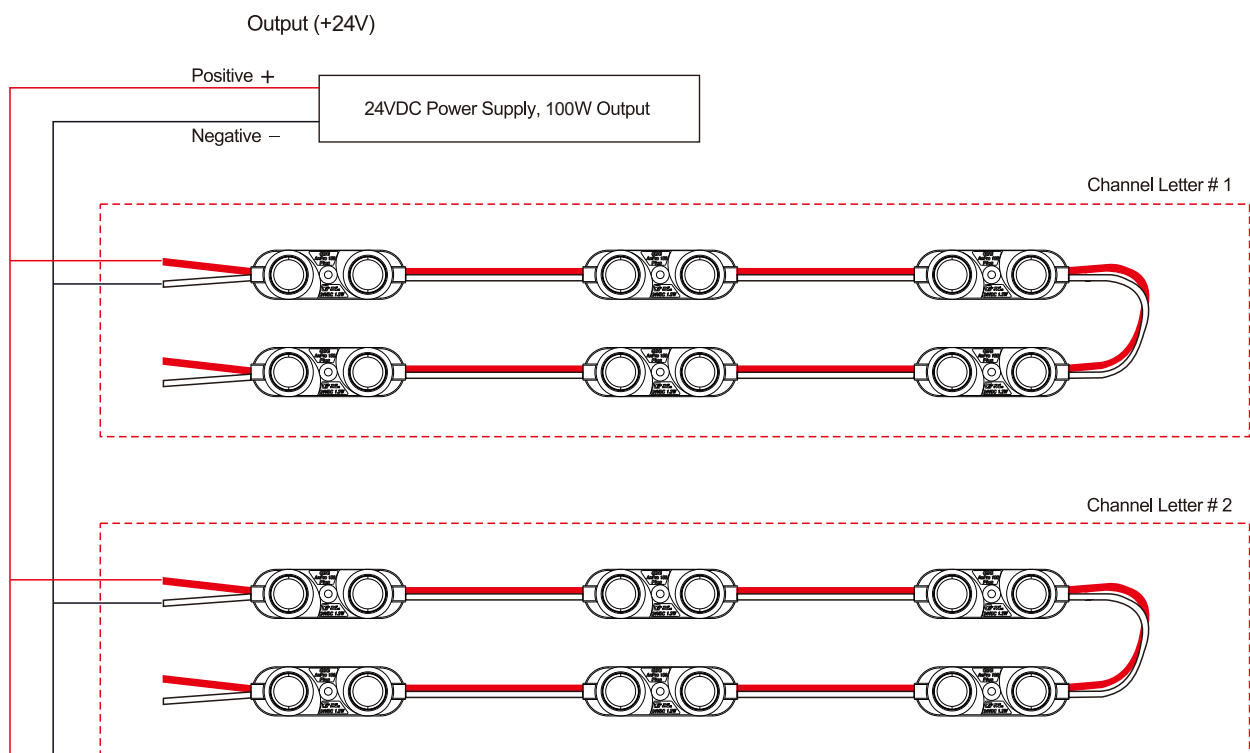 Output (+24V)
Positive +
24VDC Power Supply, 100W Output
Negative −
Channel Letter # 1
Channel Letter # 2